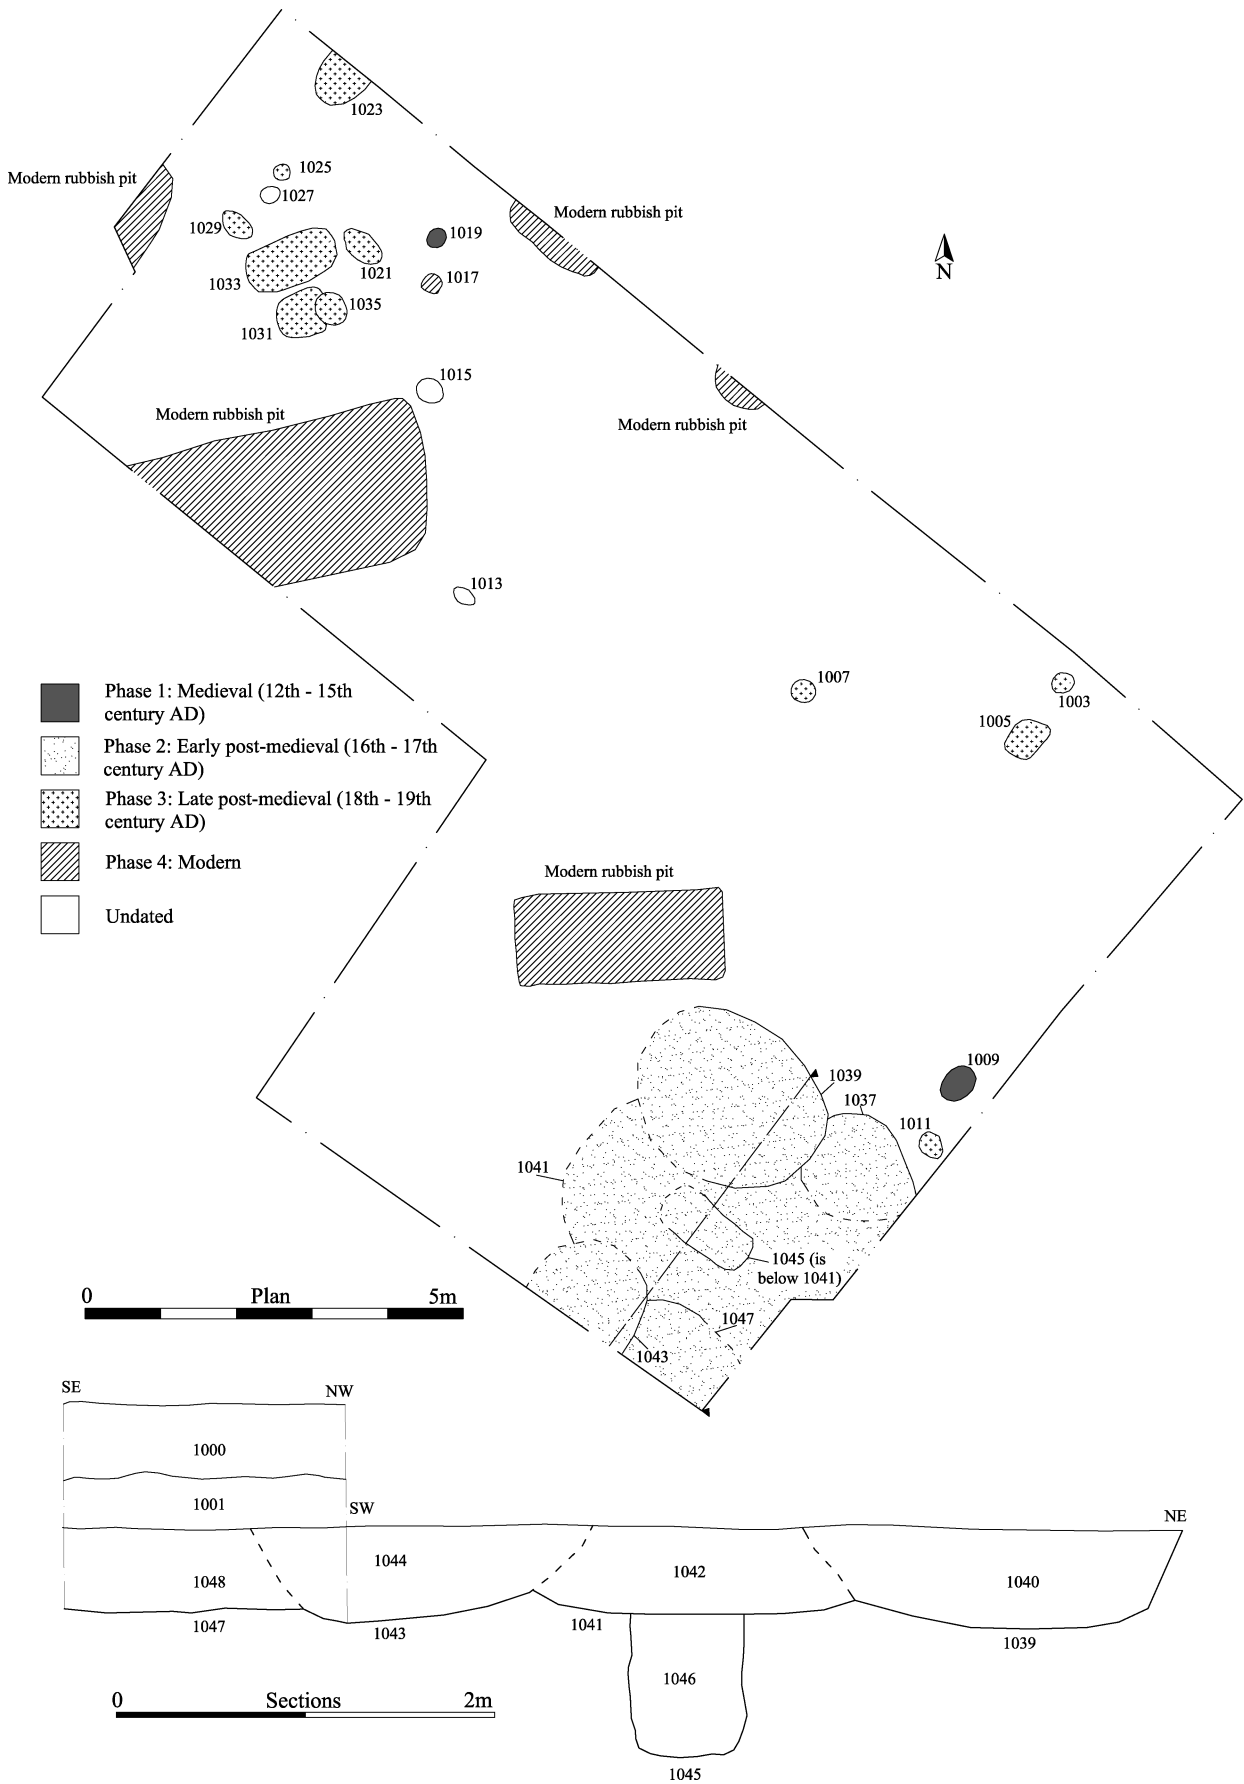 1023
Modern rubbish pit
1025
1027
1029
1019
Modern rubbish pit
1021
1033
1017
1035
1031
N
1015
Modern rubbish pit
Modern rubbish pit
1013
1007
1003
1005
Phase 1: Medieval (12th - 15th
century AD)
Phase 2: Early post-medieval (16th - 17th
century AD)
Phase 3: Late post-medieval (18th - 19th
century AD)
Phase 4: Modern
Undated
Modern rubbish pit
1009
1039
1037
1011
1041
1045 (is
below 1041)
1047
1043
0 Plan 5m
SE NW
1000
1001
SW NE
1044
1042
1048
1040
1047
1043
1041
1039
1046
0 Sections 2m
1045